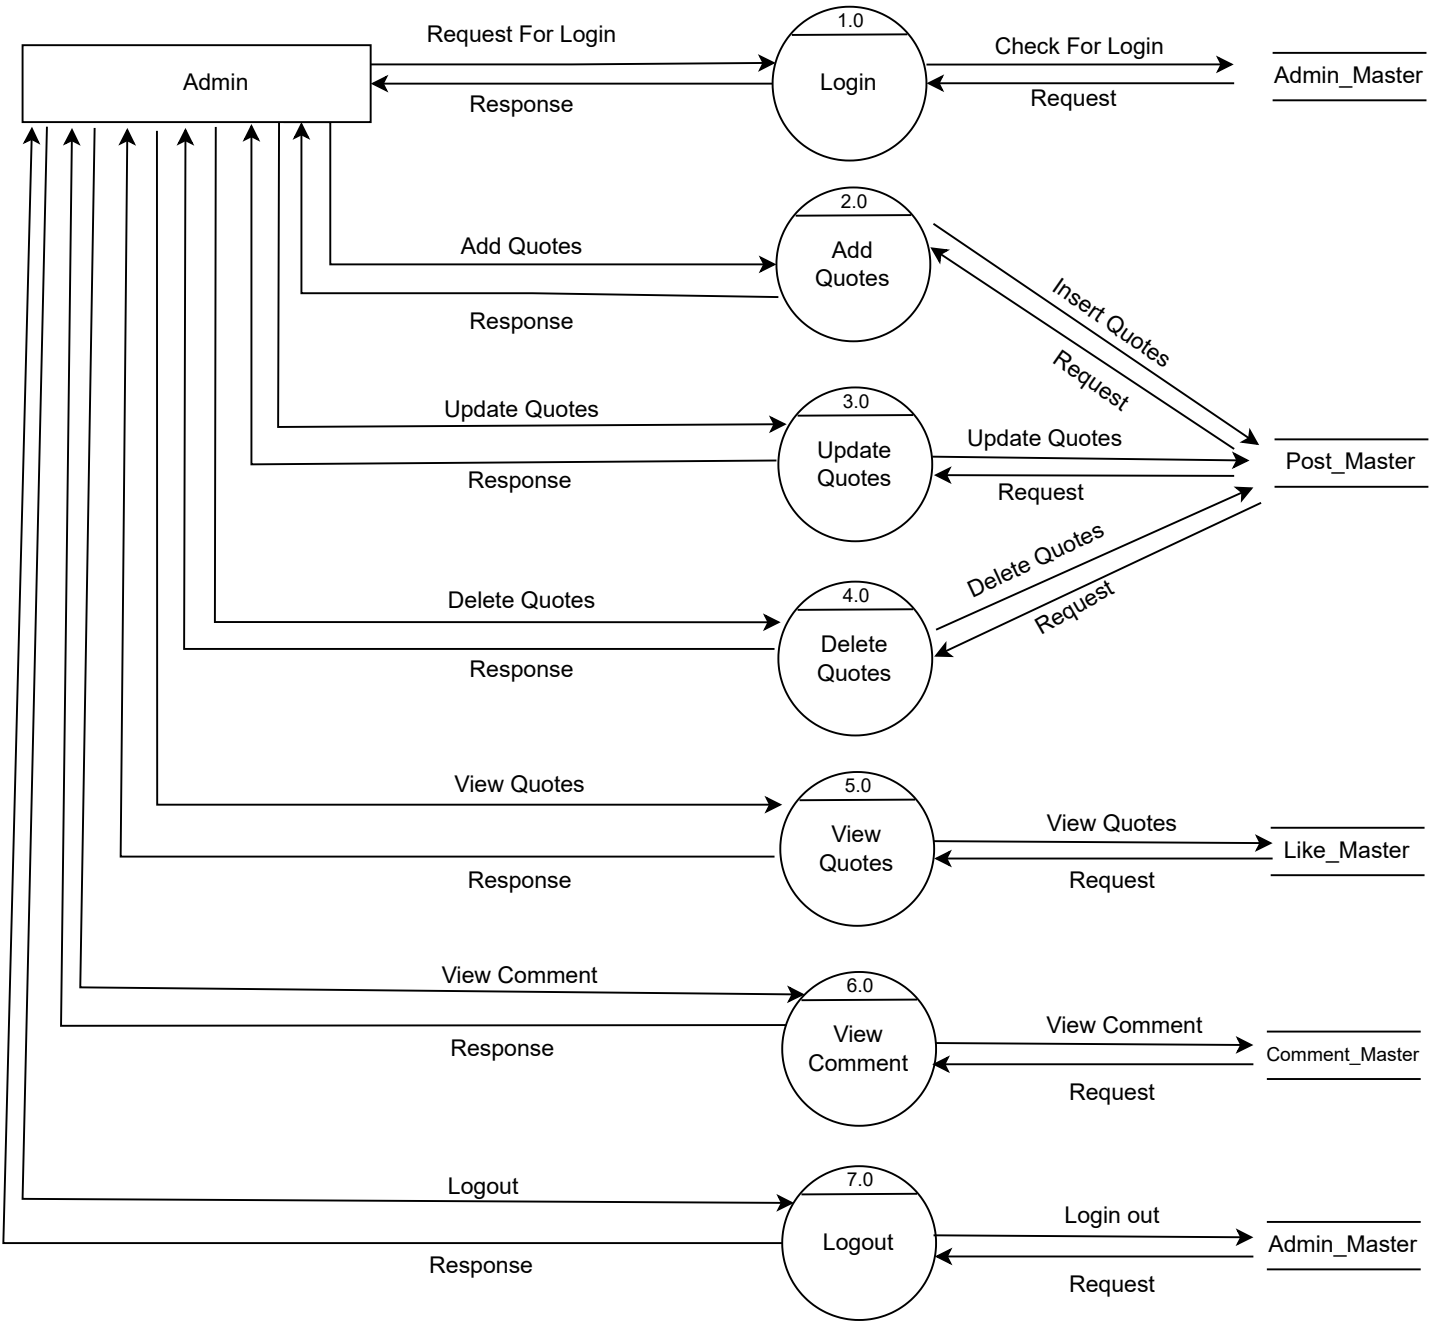 Admin
Request For Login
Response
1.0
Login
Check For Login
Request
Admin_Master
Add Quotes
Response
2.0
Add
Quotes
Insert Quotes
Request
Update Quotes
Response
3.0
Update
Quotes
Update Quotes
Request
Post_Master
Delete Quotes
Response
4.0
Delete
Quotes
Delete Quotes
Request
View Quotes
Response
5.0
View
Quotes
View Quotes
Request
Like_Master
View Comment
Response
6.0
View
Comment
View Comment
Request
Comment_Master
Logout
Response
7.0
Logout
Login out
Request
Admin_Master